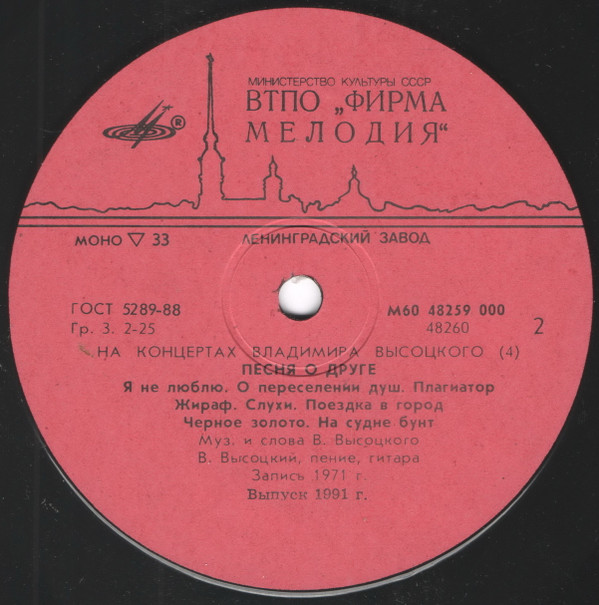 МИНИСТЕРСТВО КУЛЬТУРЫ СССР
ВТПО „ФИРМА
МЕЛОДИЯ“
®
МОНО ▽ 33 ЛЕНИНГРАДСКИЙ ЗАВОД
ГОСТ 5289-88 М60 48259 000
Гр. 3. 2-25 48260 2
НА КОНЦЕРТАХ ВЛАДИМИРА ВЫСОЦКОГО (4)
ПЕСНЯ О ДРУГЕ
Я не люблю. О переселении душ. Плагиатор
Жираф. Слухи. Поездка в город
Черное золото. На судне бунт
Муз. и слова В. Высоцкого
В. Высоцкий, пение, гитара
Запись 1971 г.
Выпуск 1991 г.